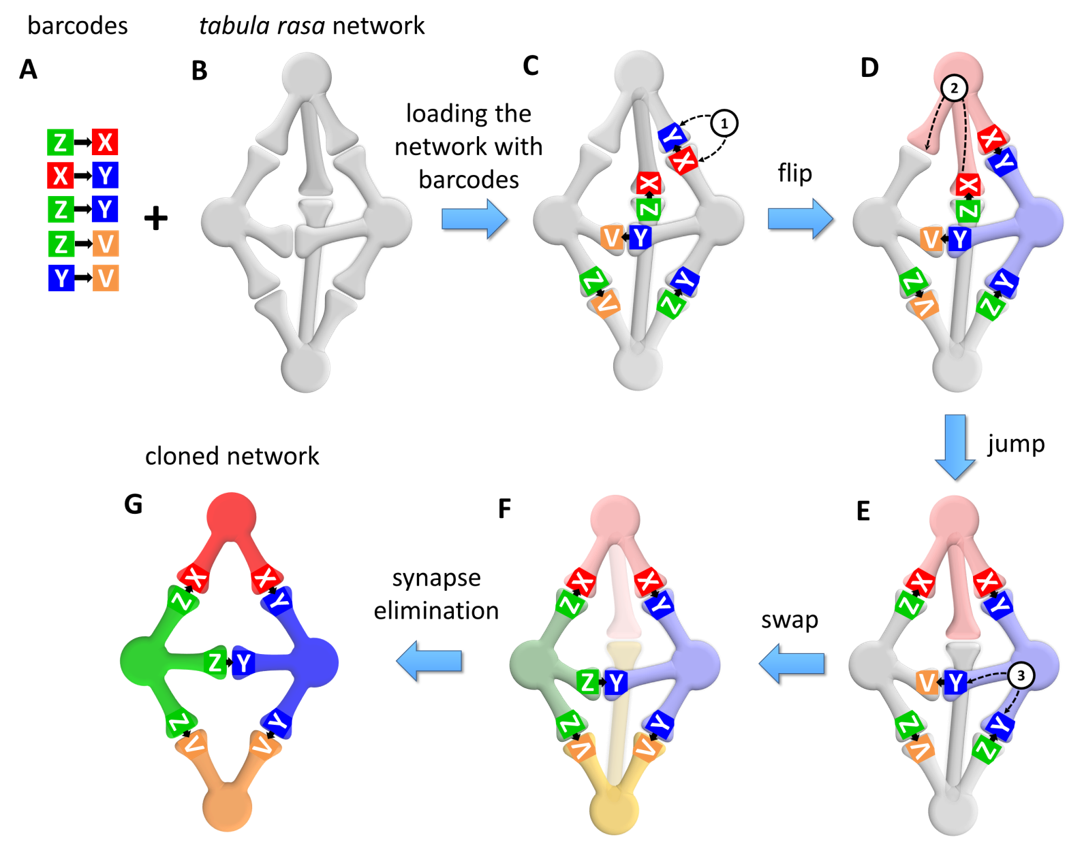 barcodes
tabula rasa network
A
B
C
D
Z X
X Y
Z Y
Z V
Y V
+
loading the
network with
barcodes
flip
1
Y
X
X
Z
V Y
Z
V
Y
Z
2
X
Y
X
Z
V Y
Z
V
Y
Z
jump
cloned network
G
F
E
synapse
elimination
swap
X X
Z Y
Z Y
Z Y
V V
X X
Z Y
Z Y
Z Y
V V
X X
Z Y
3
V Y
Z Y
V Z